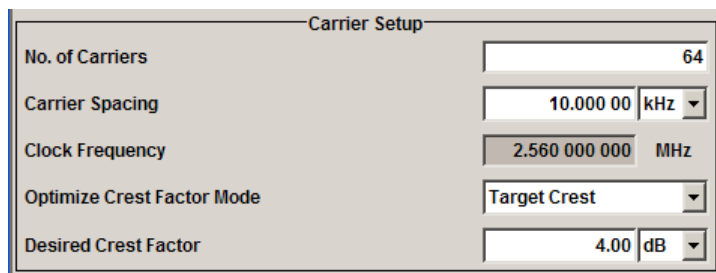 Carrier Setup
No. of Carriers 64
Carrier Spacing 10.000 00 kHz
Clock Frequency 2.560 000 000 MHz
Optimize Crest Factor Mode Target Crest
Desired Crest Factor 4.00 dB